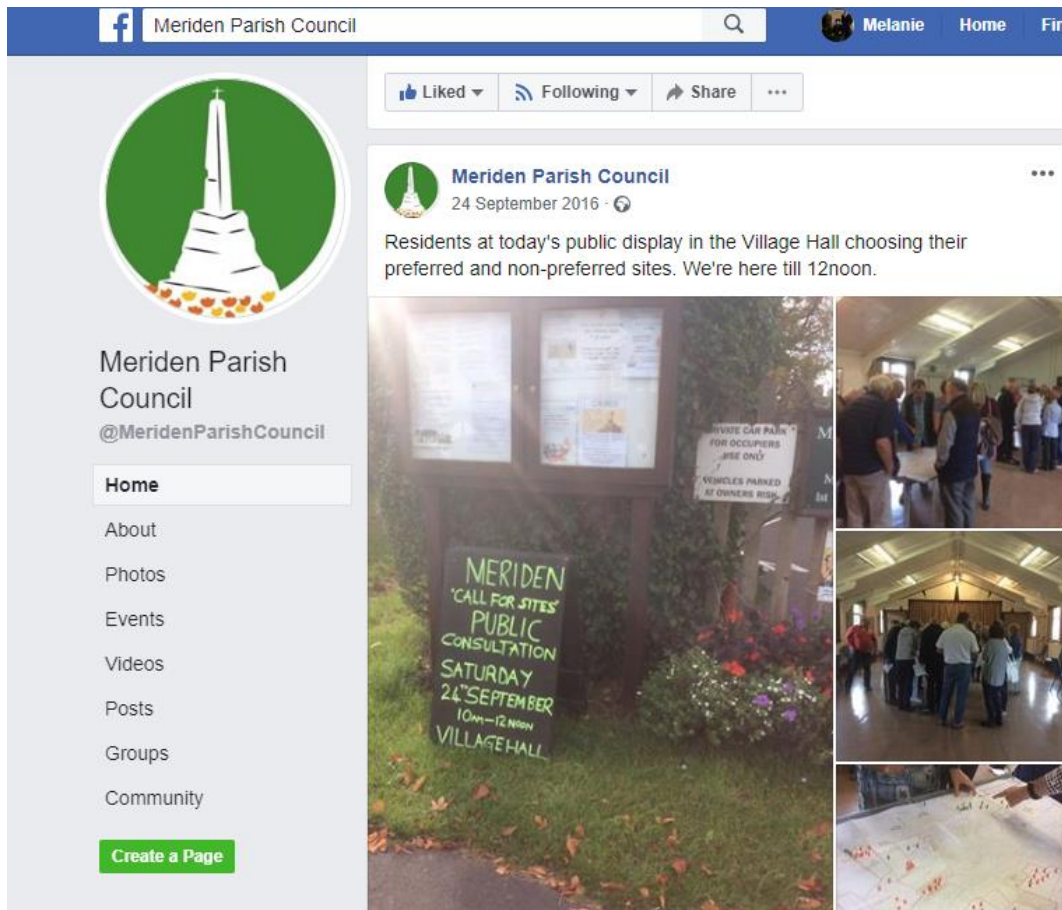 Meriden Parish Council
Melanie
Home
Liked
Following
Share
Meriden Parish Council
24 September 2016
Residents at today's public display in the Village Hall choosing their
preferred and non-preferred sites. We're here till 12noon.
Meriden Parish
Council
@MeridenParishCouncil
Home
About
Photos
Events
Videos
Posts
Groups
Community
Create a Page
PRIVATE CAR PARK
FOR OCCUPIERS
USE ONLY
VEHICLES PARKED
AT OWNERS RISK
MERIDEN
'CALL FOR SITES'
PUBLIC
CONSULTATION
SATURDAY
24TH SEPTEMBER
10AM-12NOON
VILLAGE HALL